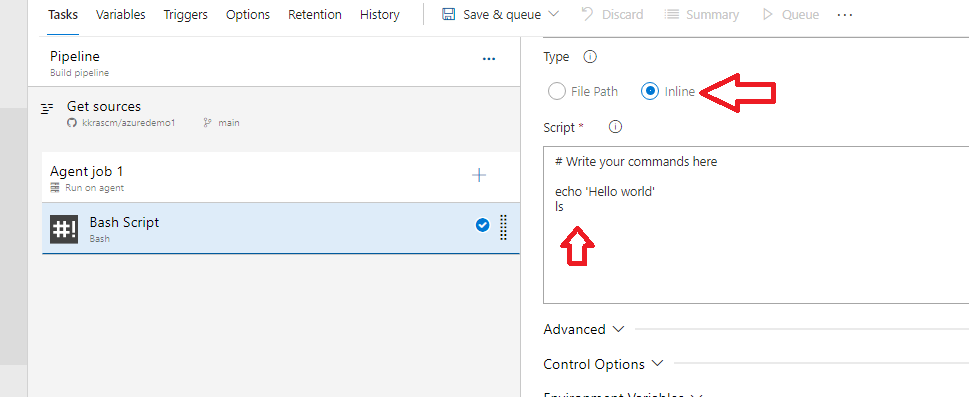 Tasks Variables Triggers Options Retention History Save & queue Discard Summary Queue ...
Pipeline
Build pipeline
Get sources
kkrascm/azuredemo1 main
Agent job 1
Run on agent
#! Bash Script
Bash
Type
File Path Inline
Script *
# Write your commands here
echo 'Hello world'
ls
Advanced
Control Options
Environment Variables